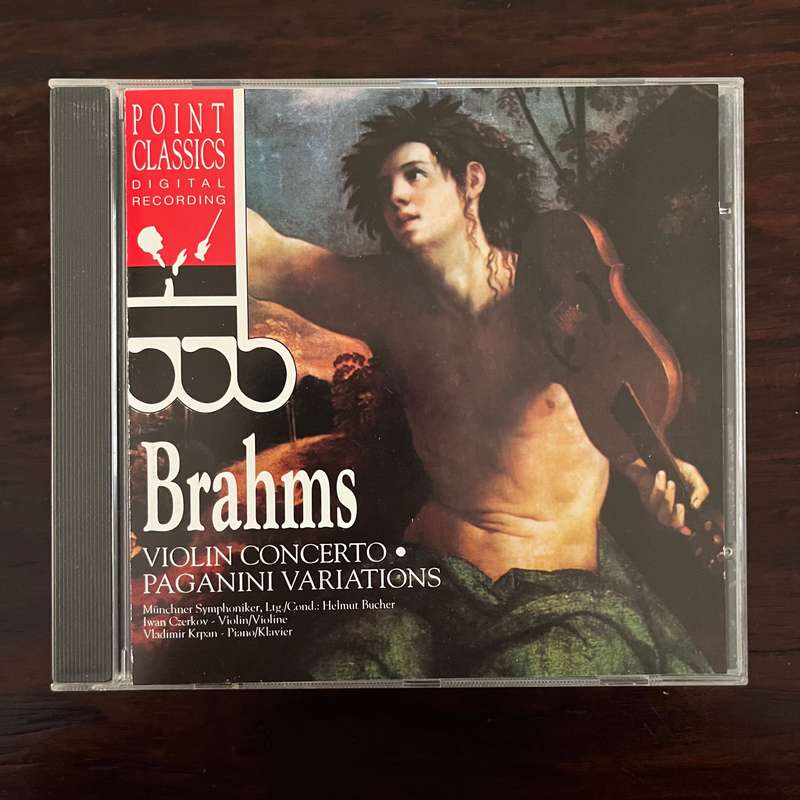 POINT
CLASSICS
DIGITAL
RECORDING
Brahms
VIOLIN CONCERTO •
PAGANINI VARIATIONS
Münchner Symphoniker, Ltg./Cond.: Helmut Bucher
Iwan Czerkov - Violin/Violine
Vladimir Krpan - Piano/Klavier